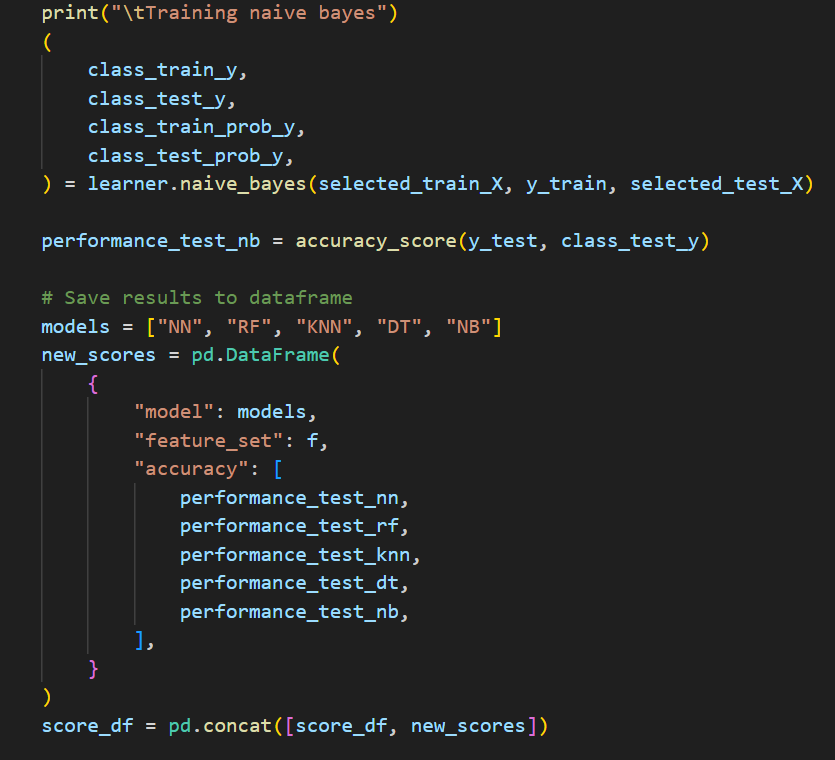 print("\tTraining naive bayes")
(
    class_train_y,
    class_test_y,
    class_train_prob_y,
    class_test_prob_y,
) = learner.naive_bayes(selected_train_X, y_train, selected_test_X)

performance_test_nb = accuracy_score(y_test, class_test_y)

# Save results to dataframe
models = ["NN", "RF", "KNN", "DT", "NB"]
new_scores = pd.DataFrame(
    {
        "model": models,
        "feature_set": f,
        "accuracy": [
            performance_test_nn,
            performance_test_rf,
            performance_test_knn,
            performance_test_dt,
            performance_test_nb,
        ],
    }
)
score_df = pd.concat([score_df, new_scores])